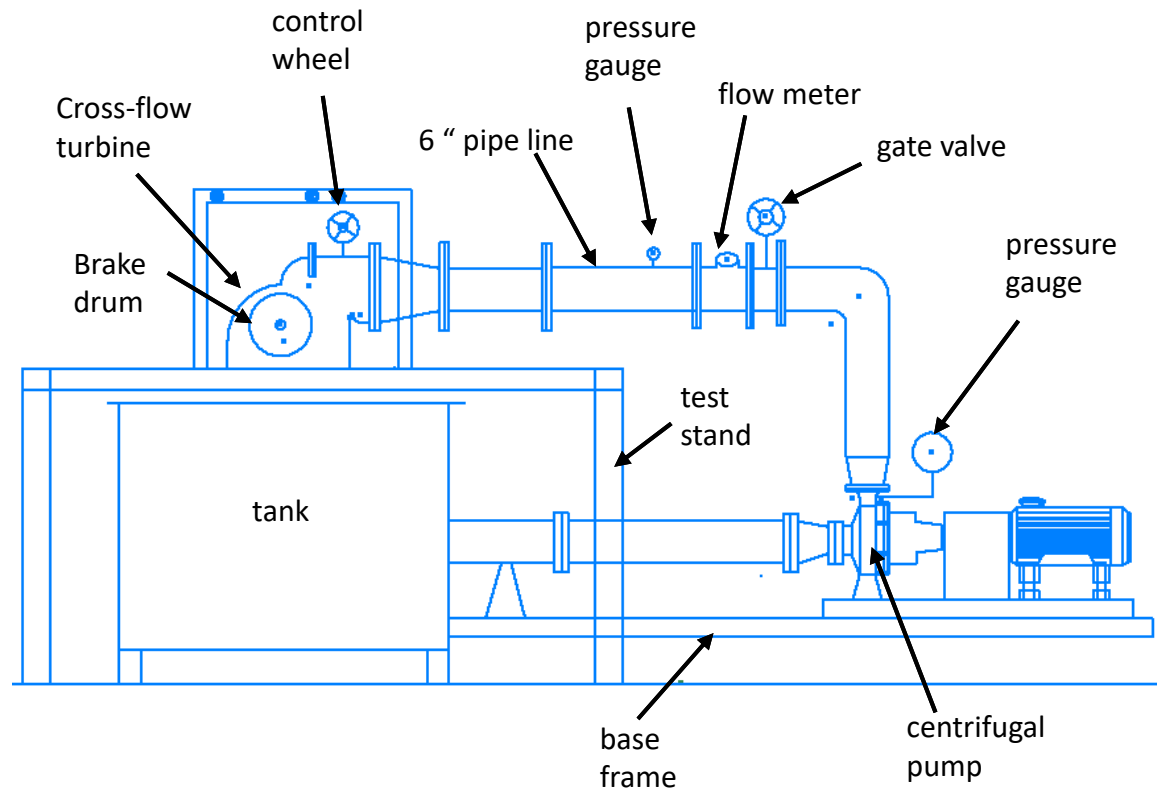 control
wheel
pressure
gauge
flow meter
Cross-flow
turbine
6 “ pipe line
gate valve
Brake
drum
pressure
gauge
test
stand
tank
base
frame
centrifugal
pump